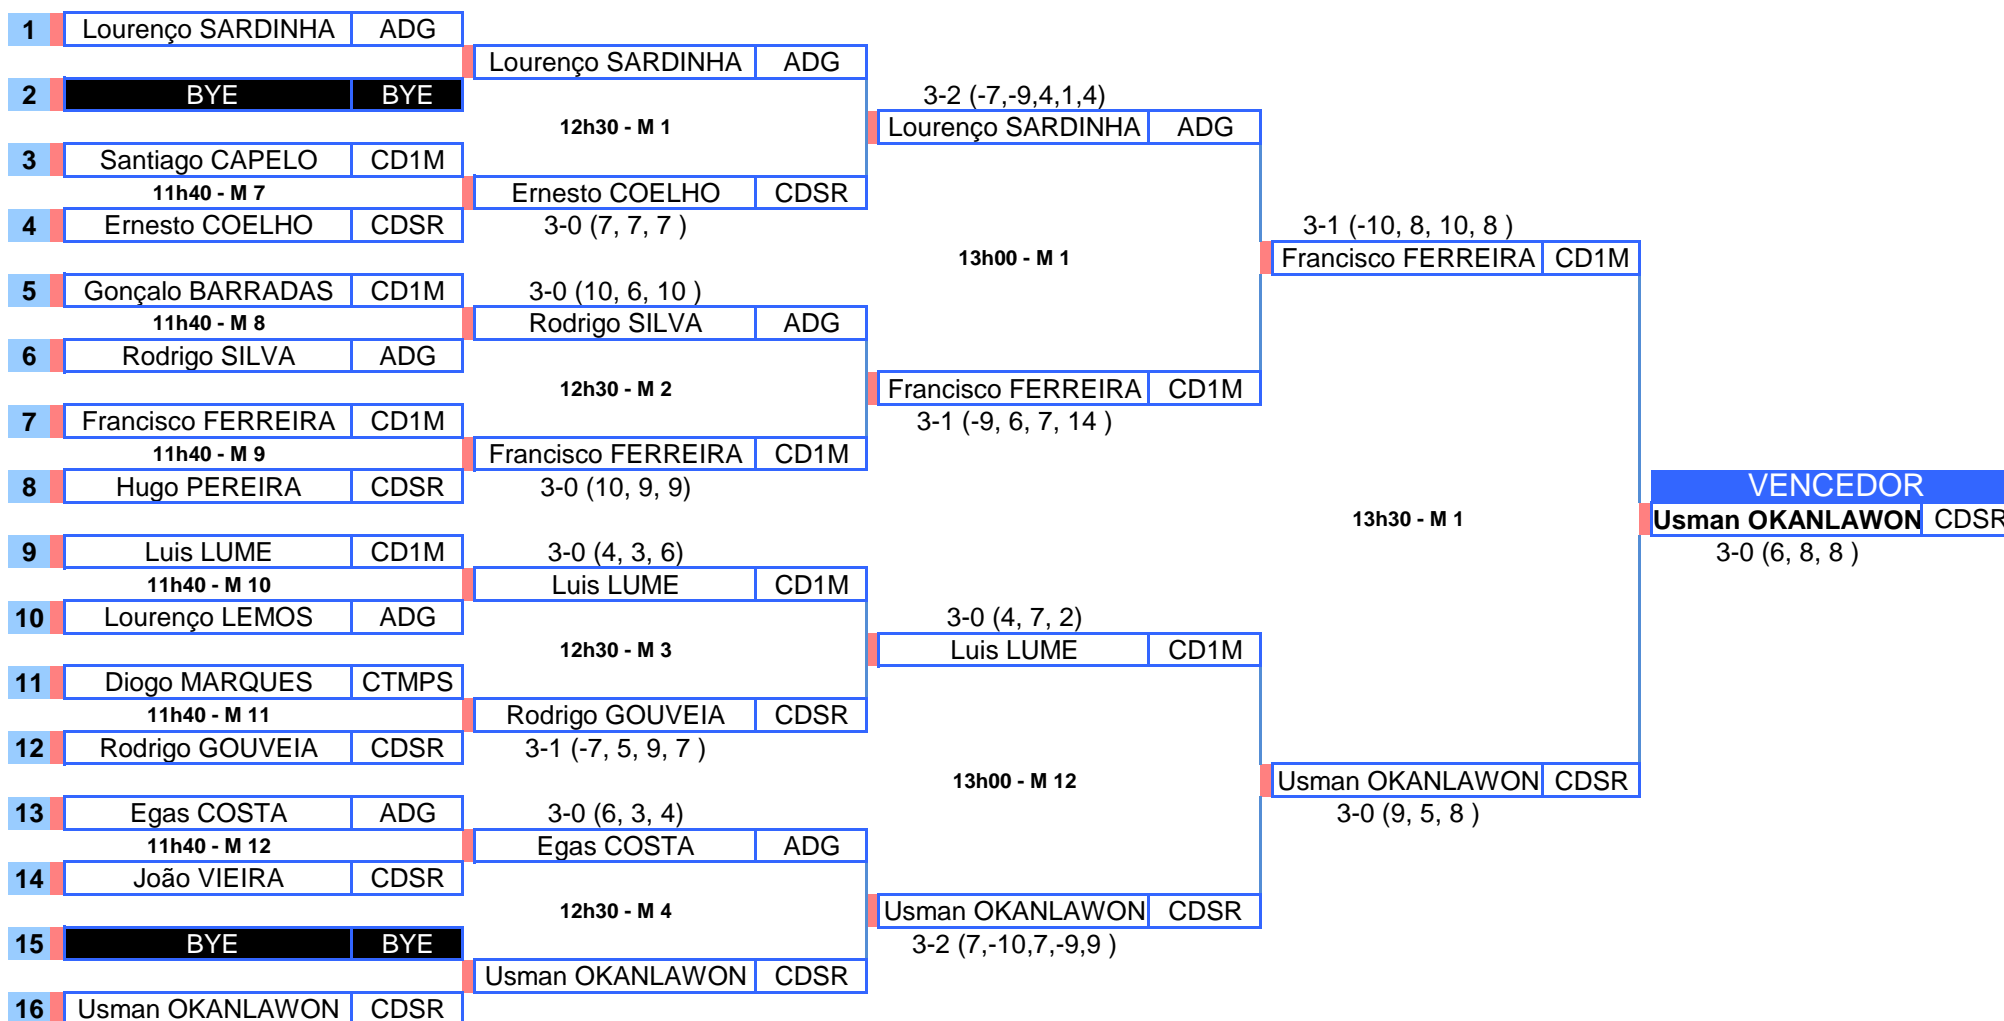 1 Lourenço SARDINHA ADG
Lourenço SARDINHA ADG
2 BYE BYE
3-2 (-7,-9,4,1,4)
12h30 - M 1
Lourenço SARDINHA ADG
3 Santiago CAPELO CD1M
11h40 - M 7
Ernesto COELHO CDSR
4 Ernesto COELHO CDSR
3-0 (7, 7, 7 )
3-1 (-10, 8, 10, 8 )
13h00 - M 1
Francisco FERREIRA CD1M
5 Gonçalo BARRADAS CD1M
3-0 (10, 6, 10 )
11h40 - M 8
Rodrigo SILVA ADG
6 Rodrigo SILVA ADG
12h30 - M 2
Francisco FERREIRA CD1M
7 Francisco FERREIRA CD1M
3-1 (-9, 6, 7, 14 )
11h40 - M 9
Francisco FERREIRA CD1M
8 Hugo PEREIRA CDSR
3-0 (10, 9, 9)
VENCEDOR
13h30 - M 1
Usman OKANLAWON CDSR
9 Luis LUME CD1M
3-0 (4, 3, 6)
3-0 (6, 8, 8 )
11h40 - M 10
Luis LUME CD1M
10 Lourenço LEMOS ADG
3-0 (4, 7, 2)
12h30 - M 3
Luis LUME CD1M
11 Diogo MARQUES CTMPS
11h40 - M 11
Rodrigo GOUVEIA CDSR
12 Rodrigo GOUVEIA CDSR
3-1 (-7, 5, 9, 7 )
13h00 - M 12
Usman OKANLAWON CDSR
13 Egas COSTA ADG
3-0 (6, 3, 4)
3-0 (9, 5, 8 )
11h40 - M 12
Egas COSTA ADG
14 João VIEIRA CDSR
12h30 - M 4
Usman OKANLAWON CDSR
15 BYE BYE
3-2 (7,-10,7,-9,9 )
Usman OKANLAWON CDSR
16 Usman OKANLAWON CDSR